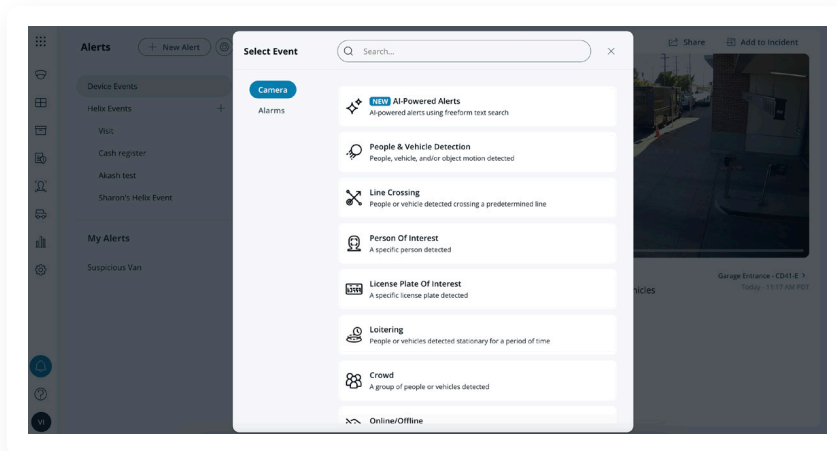 Alerts
+ New Alert
Device Events
Helix Events +
Visit
Cash register
Akash test
Sharon's Helix Event
My Alerts
Suspicious Van
VI
Select Event
Search...
Camera
Alarms
NEW AI-Powered Alerts
AI-powered alerts using freeform text search
People & Vehicle Detection
People, vehicle, and/or object motion detected
Line Crossing
People or vehicle detected crossing a predetermined line
Person Of Interest
A specific person detected
License Plate Of Interest
A specific license plate detected
Loitering
People or vehicles detected stationary for a period of time
Crowd
A group of people or vehicles detected
Online/Offline
Share
Add to Incident
Garage Entrance - CD41-E
hicles